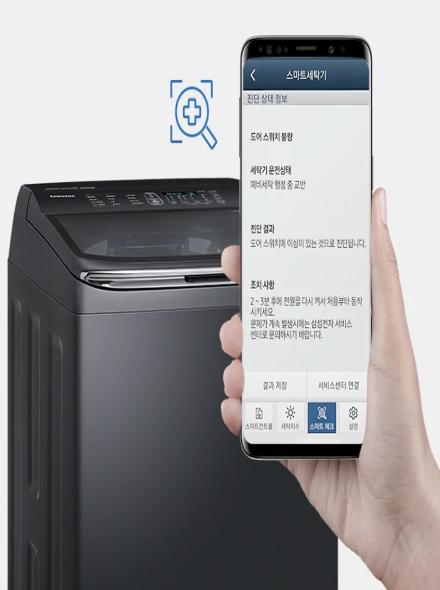 스마트세탁기
진단 상태 정보
도어 스위치 불량
세탁기 운전상태
예비세탁 행정 중 교반
진단 결과
도어 스위치에 이상이 있는 것으로 진단됩니다.
조치 사항
2 ~ 3분 후에 전원을 다시 켜서 처음부터 동작
시키세요.
문제가 계속 발생시에는 삼성전자 서비스
센터로 문의하시기 바랍니다.
결과 저장
서비스센터 연결
스마트컨트롤
세탁지수
스마트 체크
설정
SAMSUNG